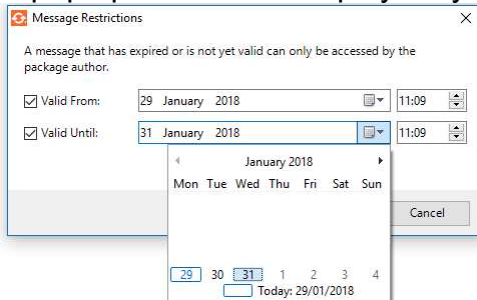 Message Restrictions
A message that has expired or is not yet valid can only be accessed by the
package author.
Valid From: 29 January 2018 11:09
Valid Until: 31 January 2018 11:09
January 2018
Mon Tue Wed Thu Fri Sat Sun
29 30 31 1 2 3 4
Today: 29/01/2018
Cancel